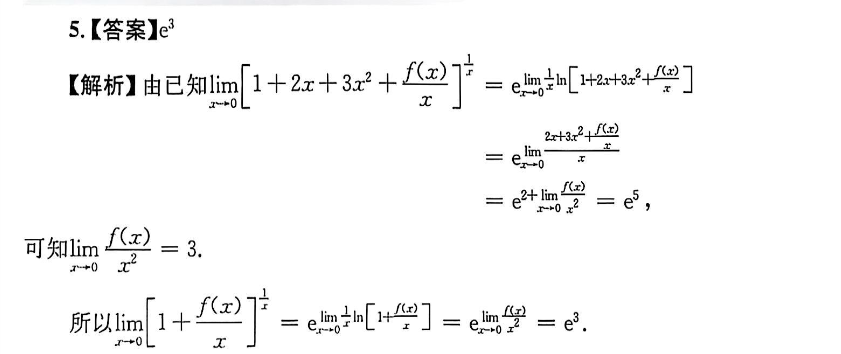 5.【答案】e³
【解析】由已知lim_{x→0}[1+2x+3x²+f(x)/x]^{1/x} = e^{lim_{x→0} (1/x)ln[1+2x+3x²+f(x)/x]}
= e^{lim_{x→0} (2x+3x²+f(x)/x)/x}
= e^{2+lim_{x→0} f(x)/x²} = e⁵,
可知lim_{x→0} f(x)/x² = 3.
所以lim_{x→0}[1+f(x)/x]^{1/x} = e^{lim_{x→0} (1/x)ln[1+f(x)/x]} = e^{lim_{x→0} f(x)/x²} = e³.